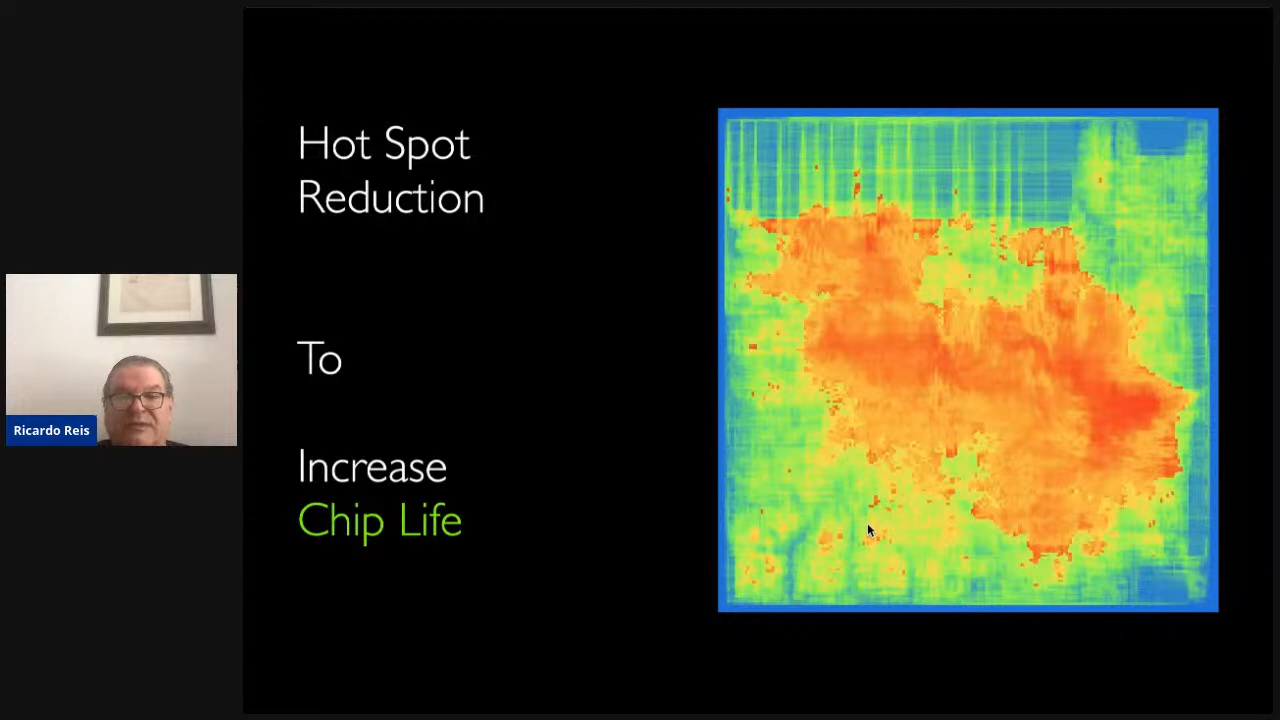 Hot Spot
Reduction
To
Increase
Chip Life
Ricardo Reis